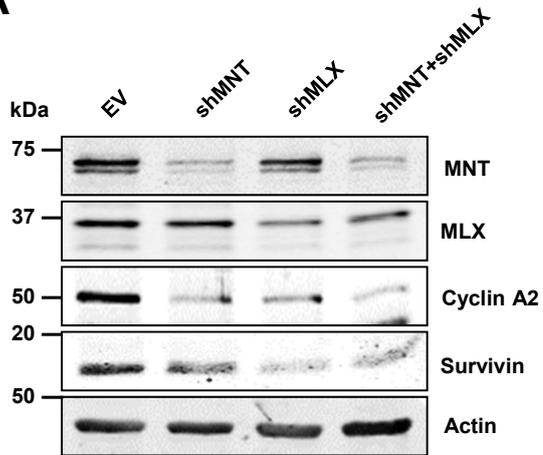 A
kDa EV shMNT shMLX shMNT+shMLX
75 MNT
37 MLX
50 Cyclin A2
20 Survivin
50 Actin